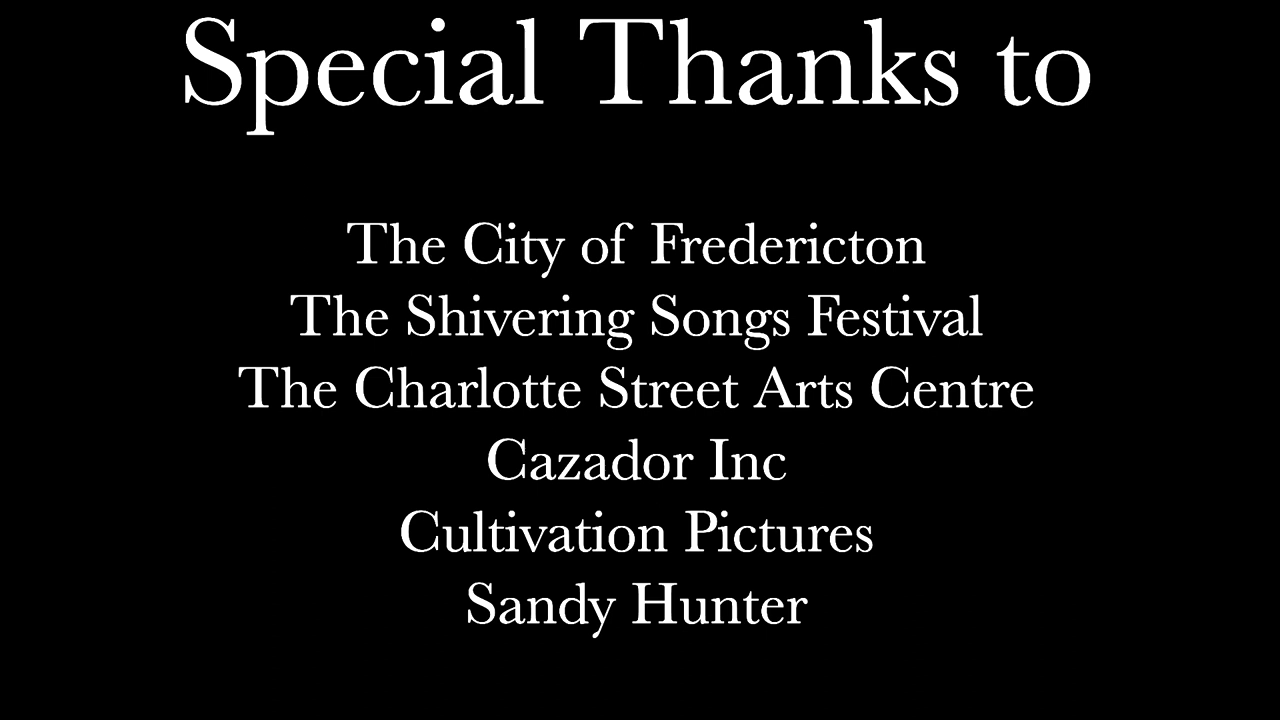 Special Thanks to
The City of Fredericton
The Shivering Songs Festival
The Charlotte Street Arts Centre
Cazador Inc
Cultivation Pictures
Sandy Hunter